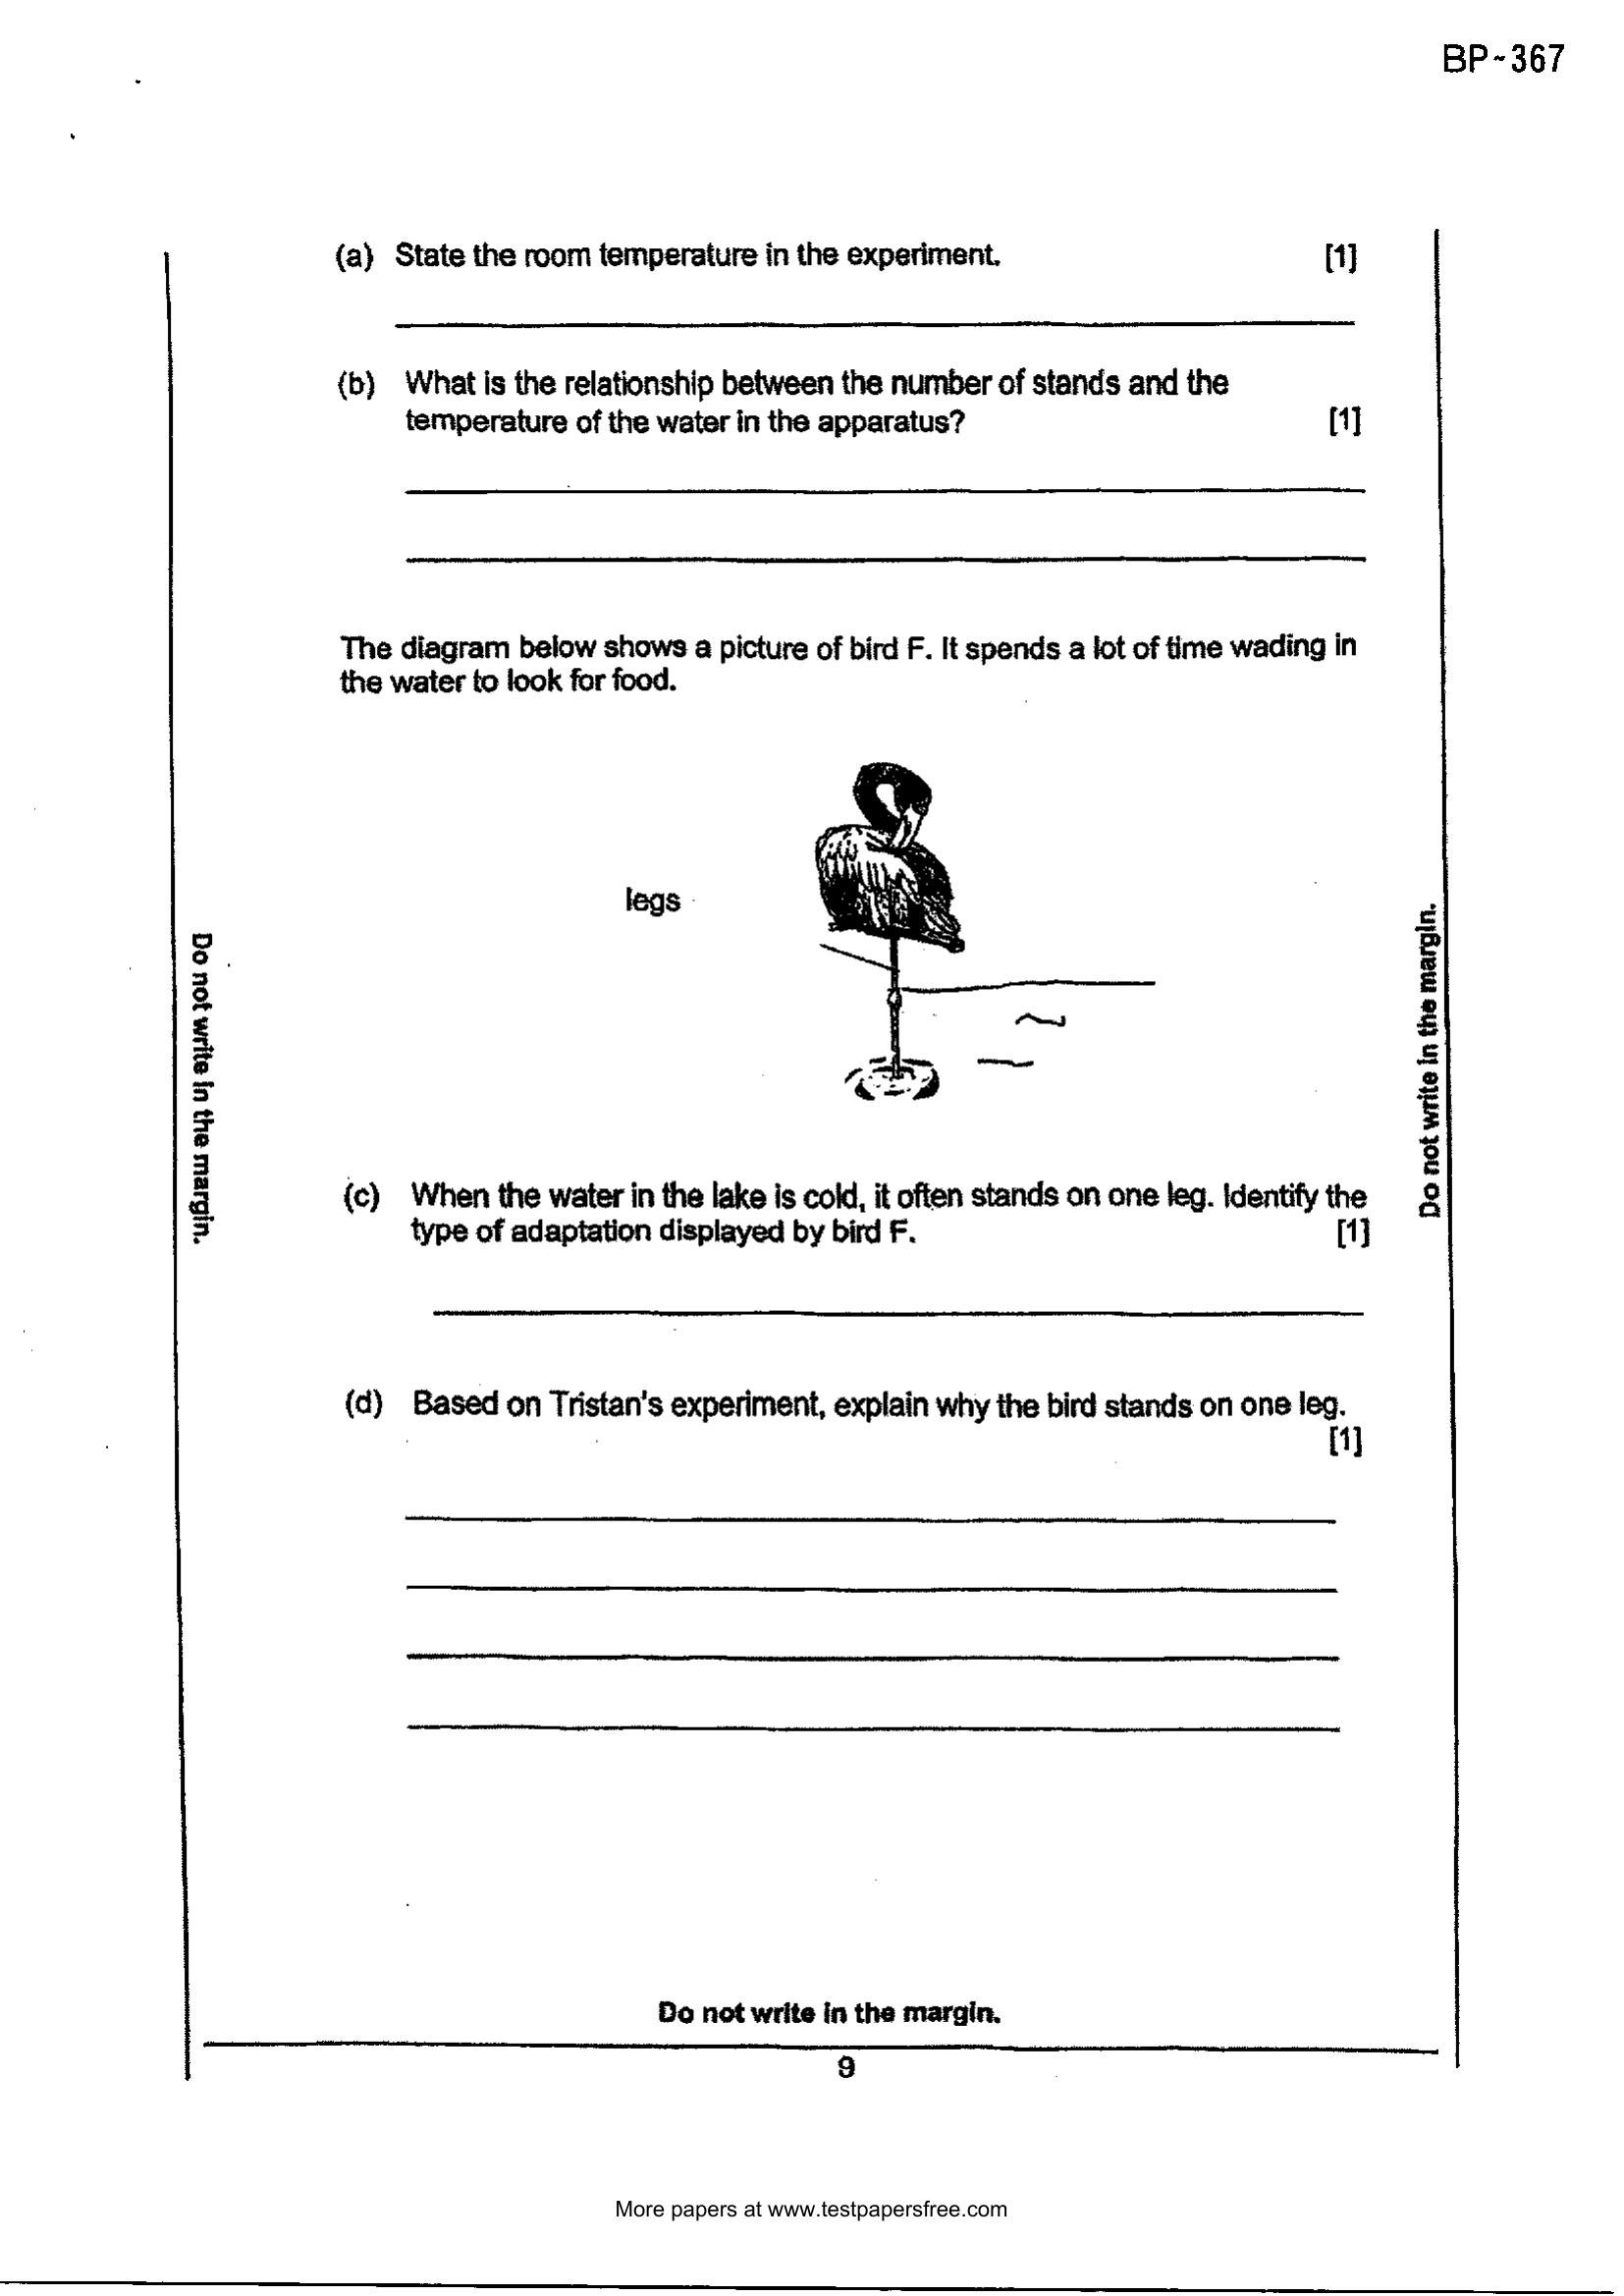 BP~367
(a) State the room temperature in the experiment. [1]
(b) What is the relationship between the number of stands and the
temperature of the water in the apparatus? [1]
The diagram below shows a picture of bird F. It spends a lot of time wading in
the water to look for food.
legs
Do not write in the margin.
Do not write in the margin.
(c) When the water in the lake is cold, it often stands on one leg. Identify the
type of adaptation displayed by bird F. [1]
(d) Based on Tristan's experiment, explain why the bird stands on one leg.
[1]
Do not write in the margin.
9
More papers at www.testpapersfree.com